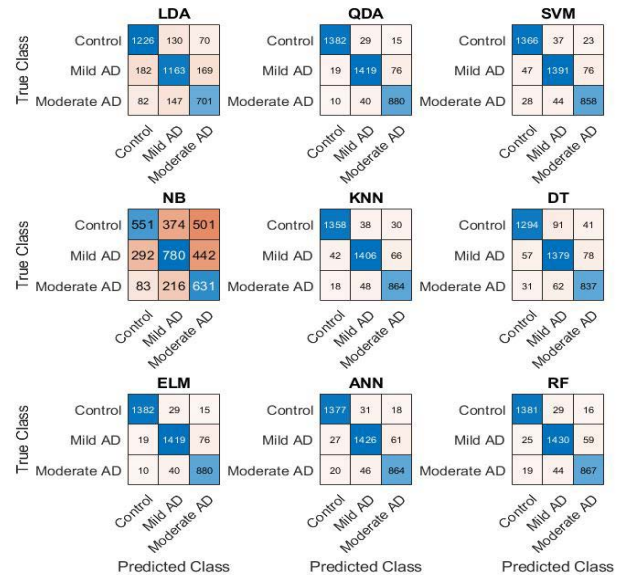 LDA QDA SVM
Control 1226 130 70 Control 1382 29 15 Control 1366 37 23
Mild AD 182 1163 169 Mild AD 19 1419 76 Mild AD 47 1391 76
Moderate AD 82 147 701 Moderate AD 10 40 880 Moderate AD 28 44 858
True Class
Control Mild AD Moderate AD Control Mild AD Moderate AD Control Mild AD Moderate AD
NB KNN DT
Control 551 374 501 Control 1358 38 30 Control 1294 91 41
Mild AD 292 780 442 Mild AD 42 1406 66 Mild AD 57 1379 78
Moderate AD 83 216 631 Moderate AD 18 48 864 Moderate AD 31 62 837
True Class
Control Mild AD Moderate AD Control Mild AD Moderate AD Control Mild AD Moderate AD
ELM ANN RF
Control 1382 29 15 Control 1377 31 18 Control 1381 29 16
Mild AD 19 1419 76 Mild AD 27 1426 61 Mild AD 25 1430 59
Moderate AD 10 40 880 Moderate AD 20 46 864 Moderate AD 19 44 867
True Class
Control Mild AD Moderate AD Control Mild AD Moderate AD Control Mild AD Moderate AD
Predicted Class Predicted Class Predicted Class